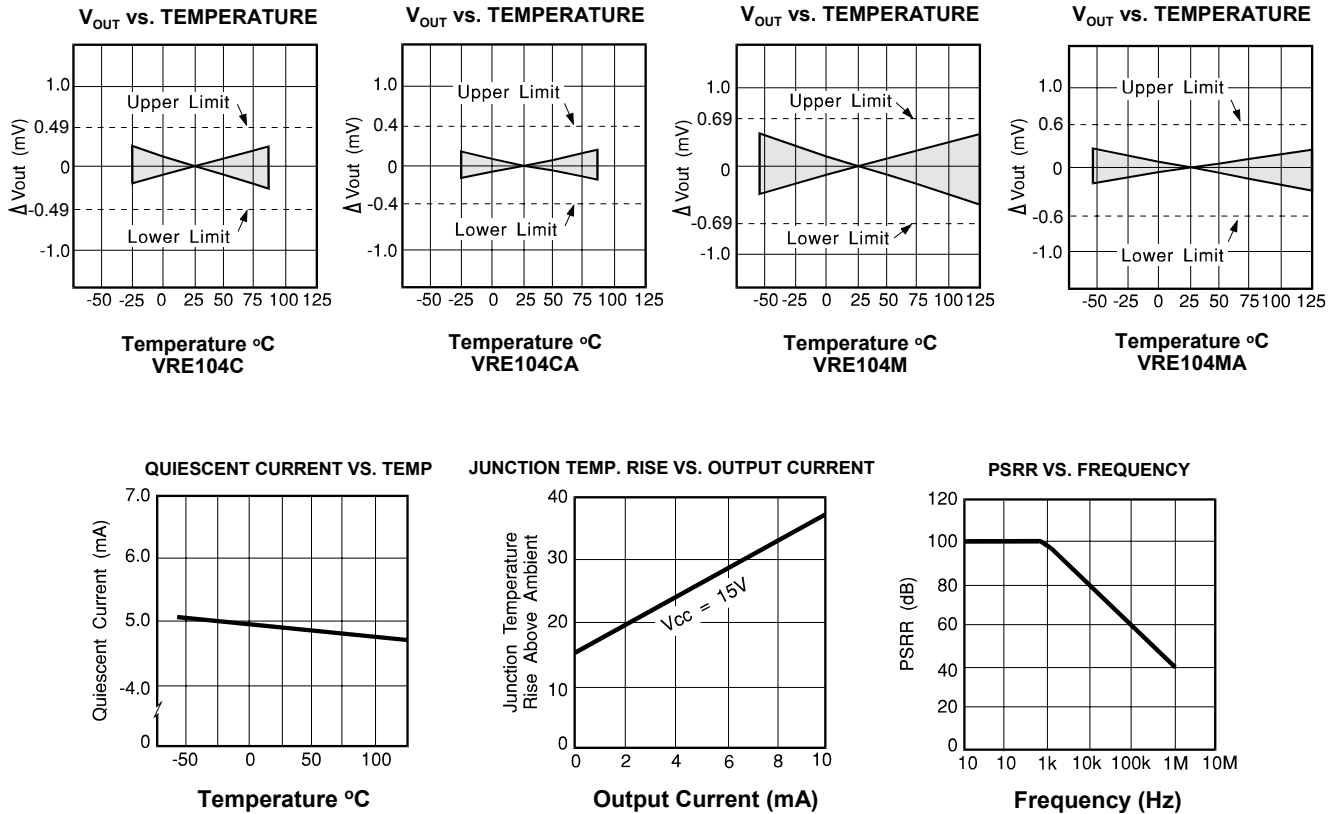 V_OUT vs. TEMPERATURE
1.0
Upper Limit
0.49
0
-0.49
Lower Limit
-1.0
Δ Vout (mV)
-50 -25 0 25 50 75 100 125
Temperature oC
VRE104C
V_OUT vs. TEMPERATURE
1.0
Upper Limit
0.4
0
-0.4
Lower Limit
-1.0
Δ Vout (mV)
-50 -25 0 25 50 75 100 125
Temperature oC
VRE104CA
V_OUT vs. TEMPERATURE
1.0
Upper Limit
0.69
0
-0.69
Lower Limit
-1.0
Δ Vout (mV)
-50 -25 0 25 50 75 100 125
Temperature oC
VRE104M
V_OUT vs. TEMPERATURE
1.0
Upper Limit
0.6
0
-0.6
Lower Limit
-1.0
Δ Vout (mV)
-50 -25 0 25 50 75 100 125
Temperature oC
VRE104MA
QUIESCENT CURRENT VS. TEMP
7.0
6.0
5.0
-4.0
0
Quiescent Current (mA)
-50 0 50 100
Temperature oC
JUNCTION TEMP. RISE VS. OUTPUT CURRENT
40
30
20
10
0
Junction Temperature
Rise Above Ambient
Vcc = 15V
0 2 4 6 8 10
Output Current (mA)
PSRR VS. FREQUENCY
120
100
80
60
40
20
0
PSRR (dB)
10 10 1k 10k 100k 1M 10M
Frequency (Hz)